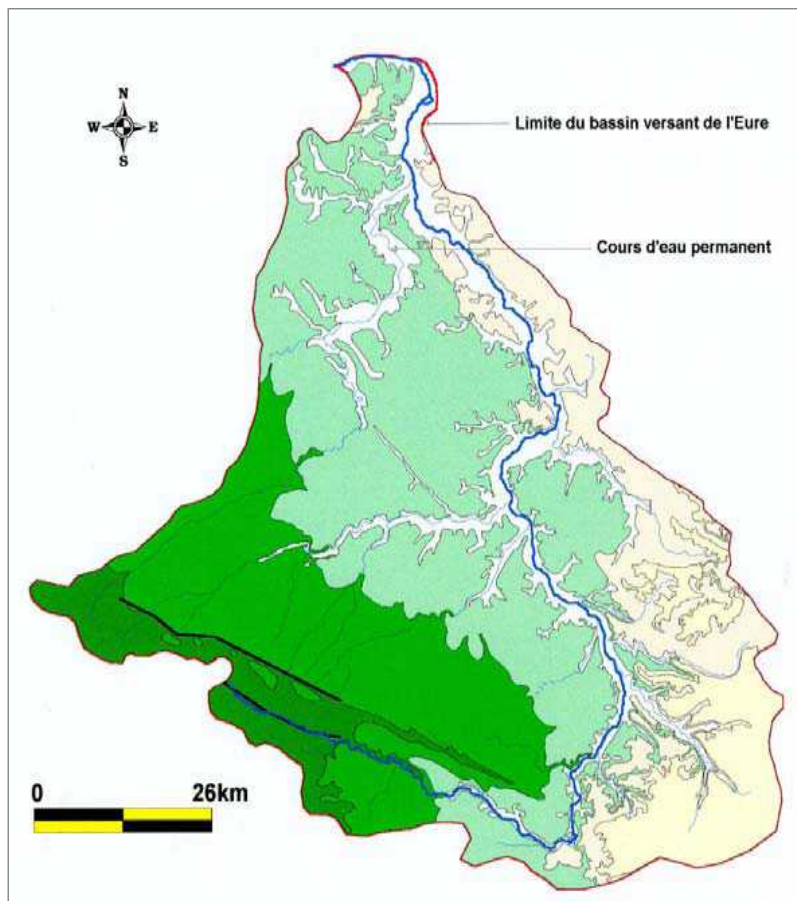 N
W E
S
Limite du bassin versant de l'Eure
Cours d'eau permanent
0 26km